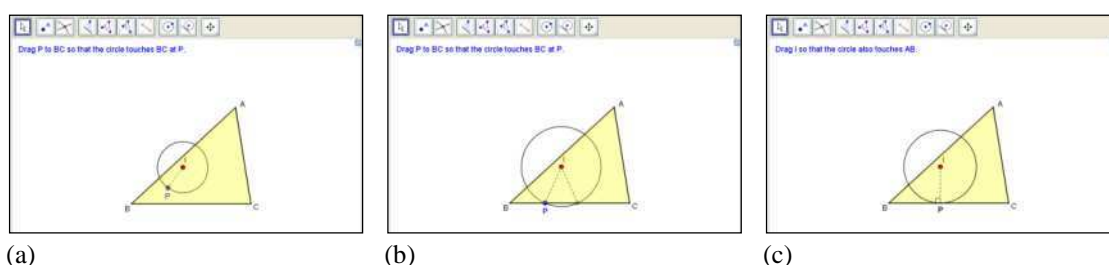 Drag P to BC so that the circle touches BC at P.
A
I
P
B
C
(a)
Drag P to BC so that the circle touches BC at P.
A
I
B
P
C
(b)
Drag I so that the circle also touches AB.
A
I
B
P
C
(c)